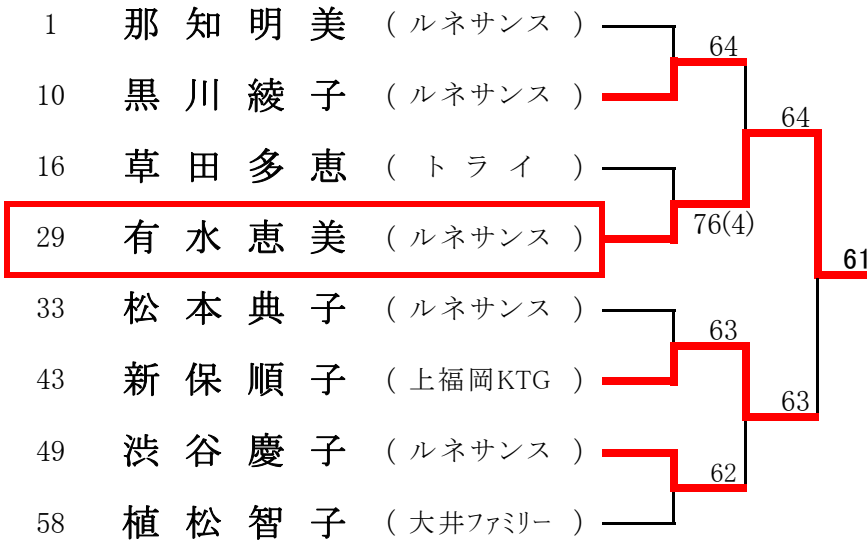 1 那 知 明 美 ( ルネサンス )
64
10 黒 川 綾 子 ( ルネサンス )
64
16 草 田 多 恵 ( ト ラ イ )
76(4)
29 有 水 恵 美 ( ルネサンス )
61
33 松 本 典 子 ( ルネサンス )
63
43 新 保 順 子 ( 上福岡KTG )
63
49 渋 谷 慶 子 ( ルネサンス )
62
58 植 松 智 子 ( 大井ファミリー )